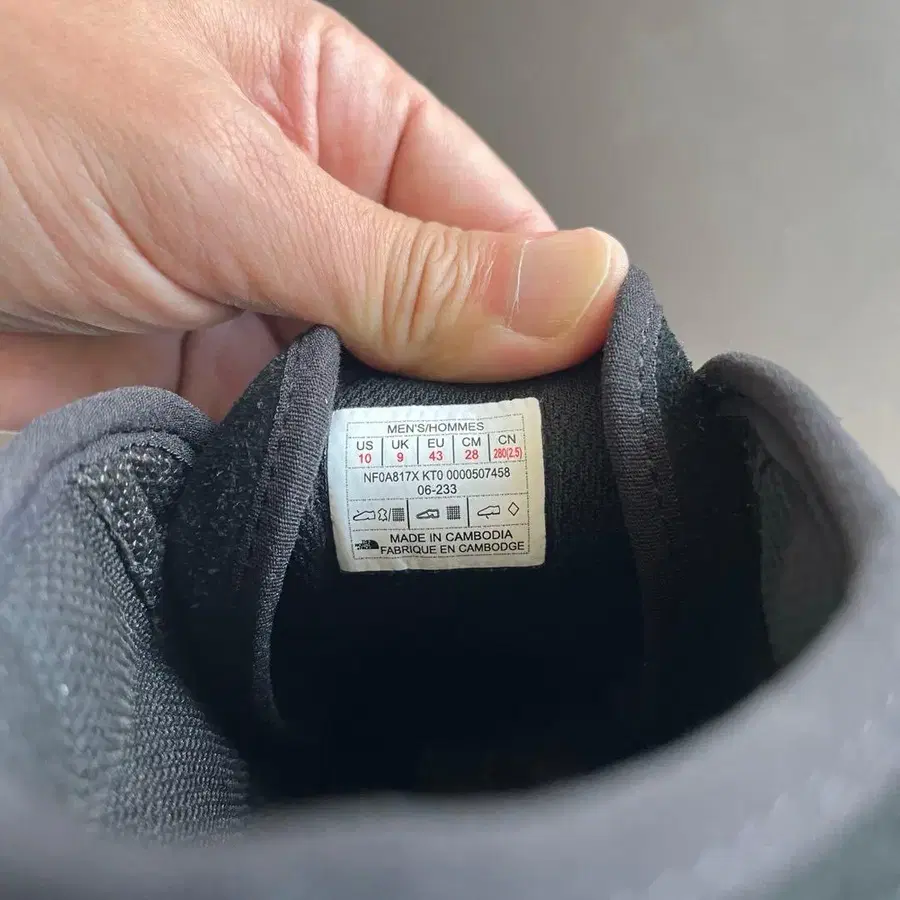 MEN'S/HOMMES
US UK EU CM CN
10 9 43 28 280(2.5)
NF0A817X KT0 0000507458
06-233
MADE IN CAMBODIA
FABRIQUE EN CAMBODGE